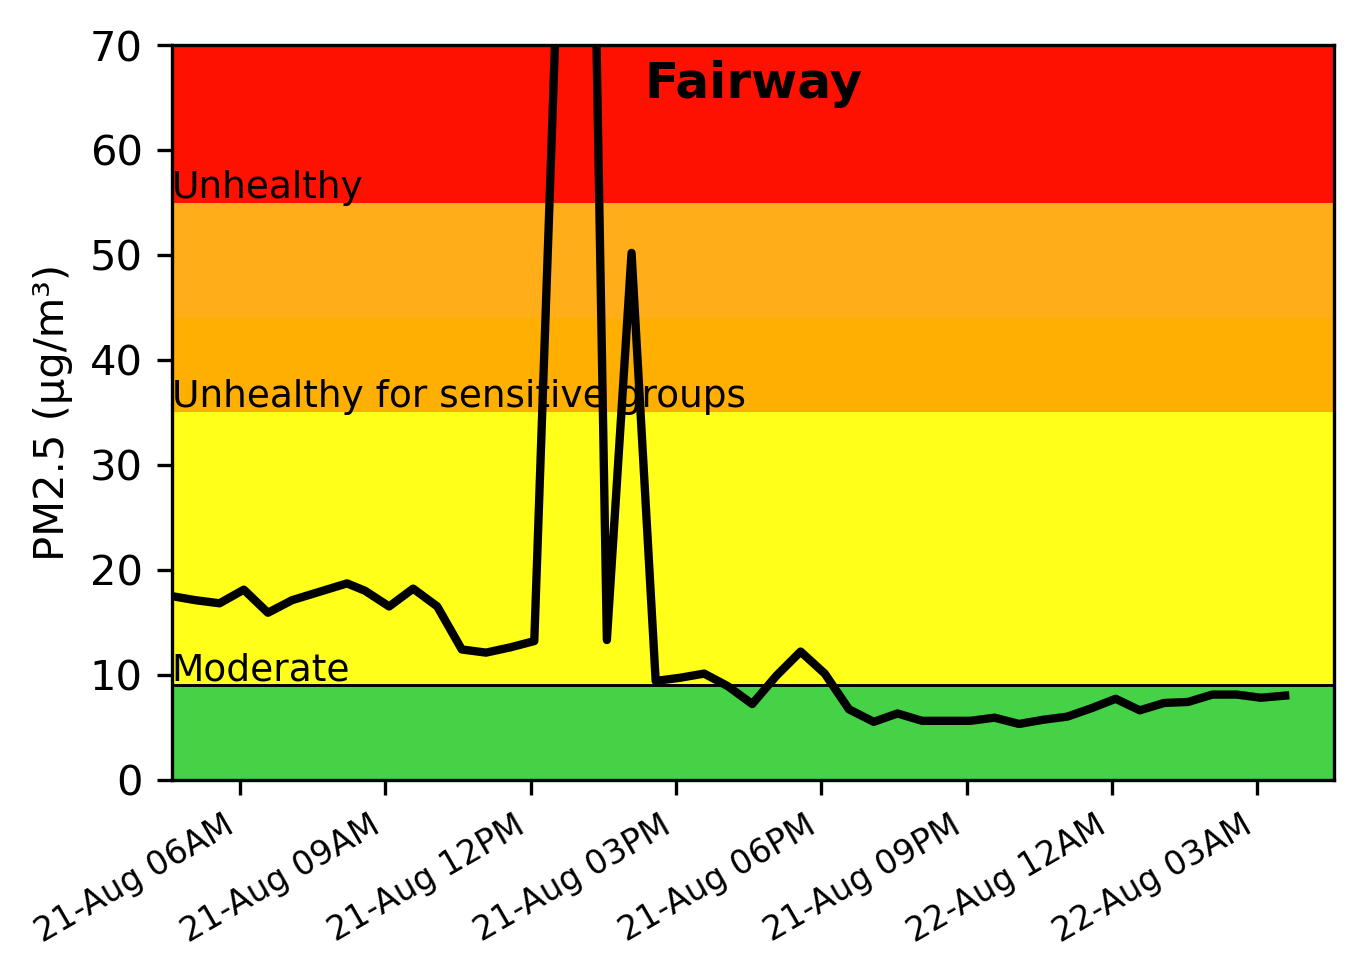 Fairway
70
60
50
40
30
20
10
0
PM2.5 (µg/m³)
Unhealthy
Unhealthy for sensitive groups
Moderate
21-Aug 06AM
21-Aug 09AM
21-Aug 12PM
21-Aug 03PM
21-Aug 06PM
21-Aug 09PM
22-Aug 12AM
22-Aug 03AM